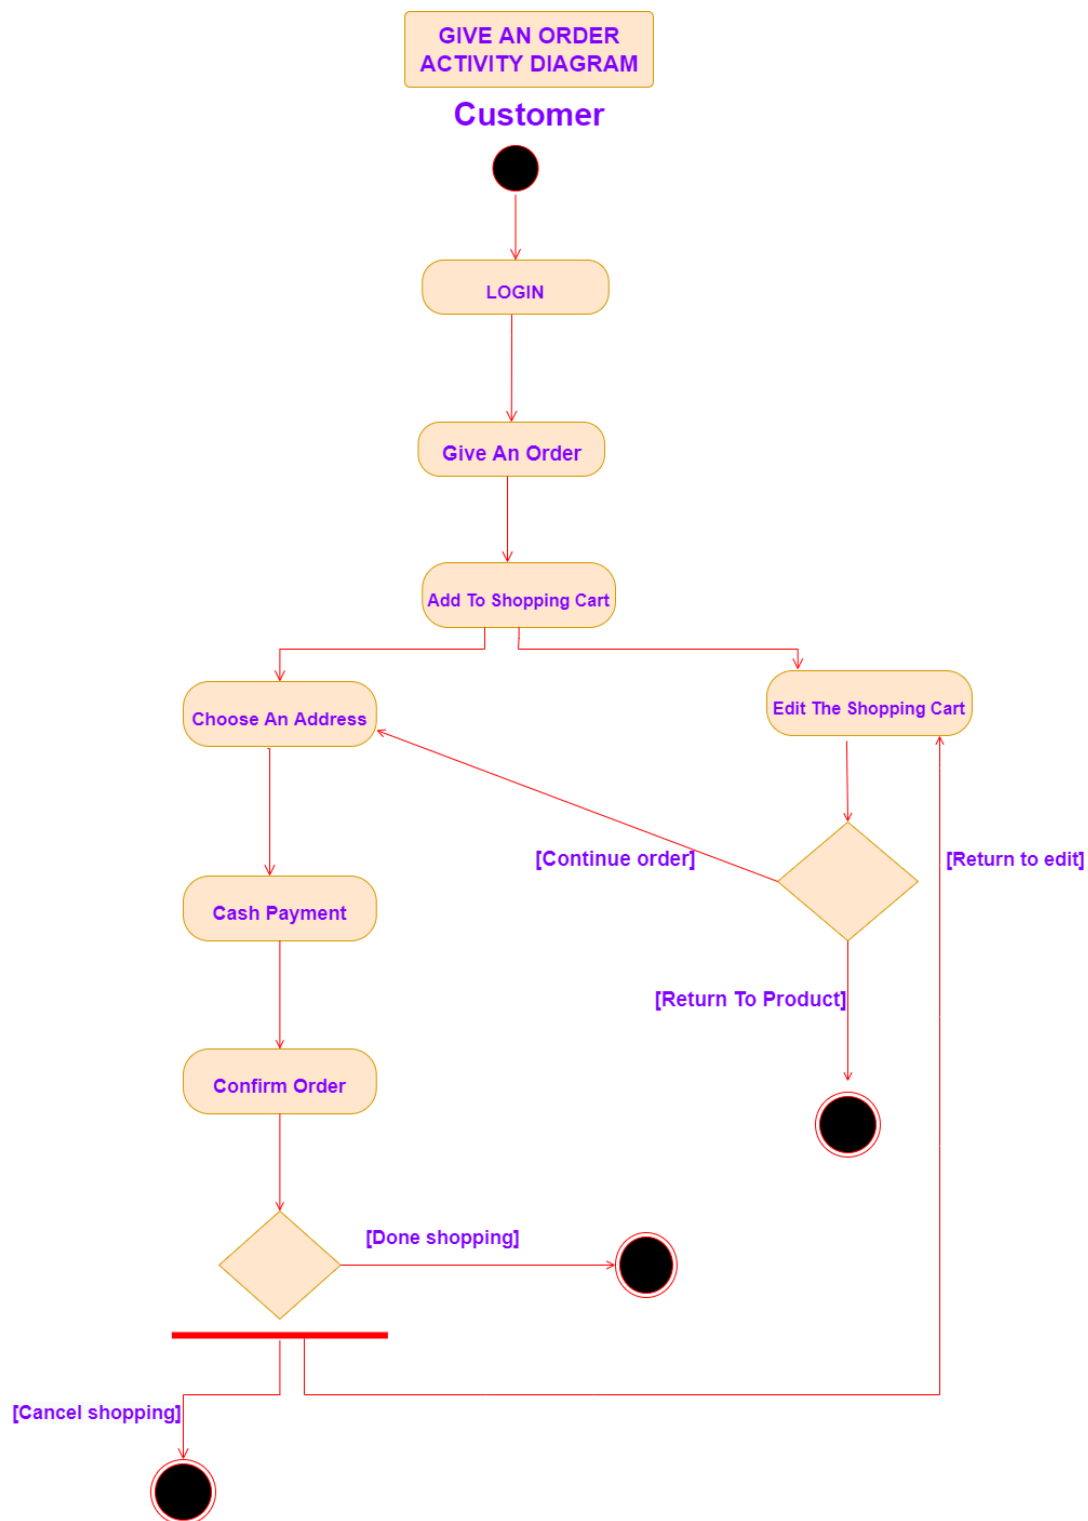 GIVE AN ORDER
ACTIVITY DIAGRAM
Customer
LOGIN
Give An Order
Add To Shopping Cart
Choose An Address
Edit The Shopping Cart
[Continue order]
[Return to edit]
Cash Payment
[Return To Product]
Confirm Order
[Done shopping]
[Cancel shopping]